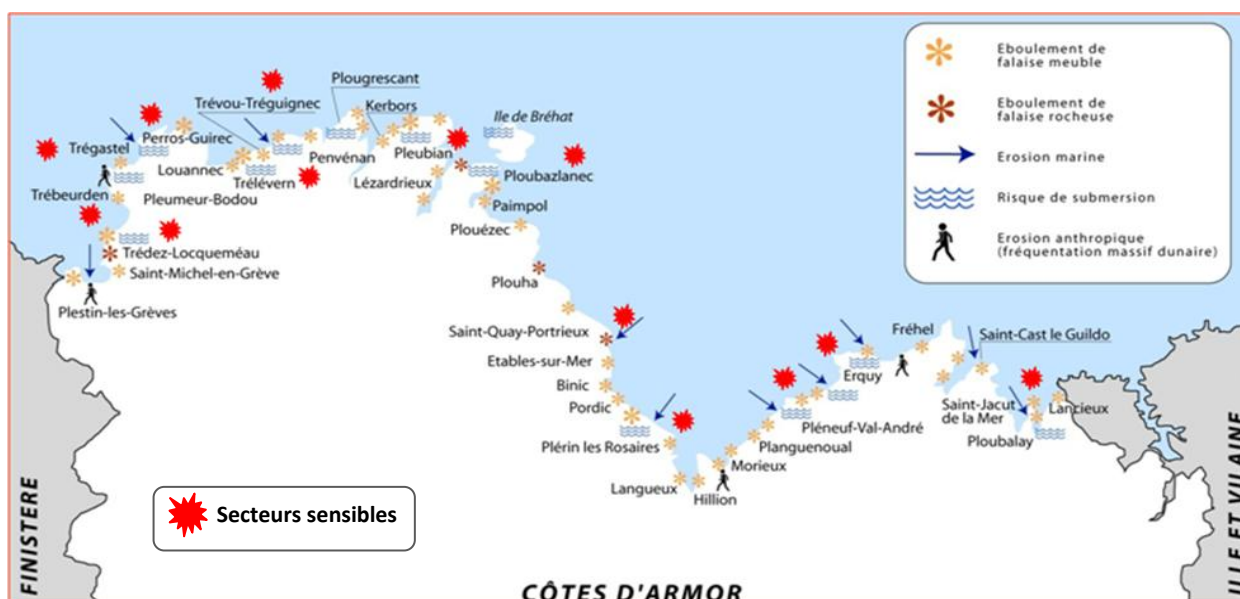 Eboulement de
falaise meuble
Eboulement de
falaise rocheuse
Erosion marine
Risque de submersion
Erosion anthropique
(fréquentation massif dunaire)
Plougrescant
Trévou-Tréguignec
Kerbors
Ile de Bréhat
Perros-Guirec
Trégastel
Penvénan
Pleubian
Louannec
Trélévern
Lézardrieux
Ploubazlanec
Trébeurden
Pleumeur-Bodou
Paimpol
Plouézec
Trédez-Locqueméau
Saint-Michel-en-Grève
Plouha
Plestin-les-Grèves
Saint-Quay-Portrieux
Fréhel
Saint-Cast le Guildo
Etables-sur-Mer
Erquy
Binic
Pordic
Saint-Jacut
de la Mer
Lancieux
Pléneuf-Val-André
Ploubalay
Plérin les Rosaires
Planguenoual
Morieux
Langueux
Hillion
Secteurs sensibles
FINISTERE
CÔTES D'ARMOR
ILLE ET VILAINE